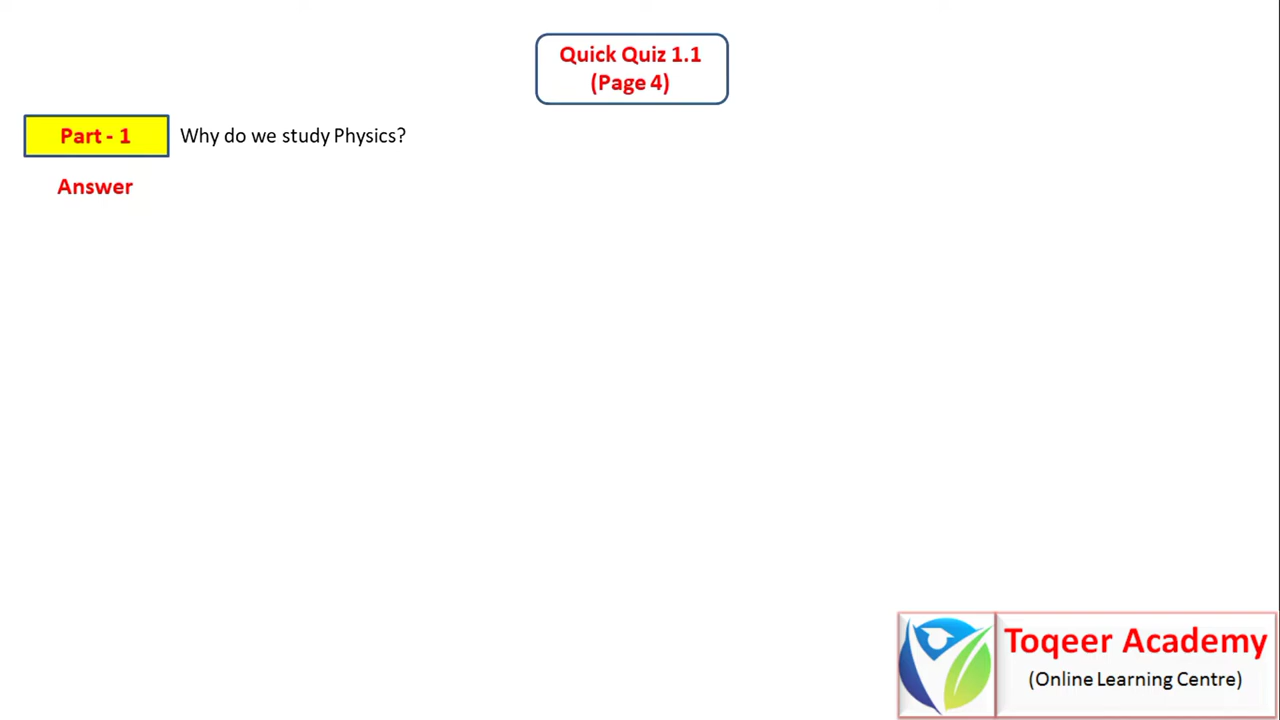 Quick Quiz 1.1
(Page 4)
Part - 1
Why do we study Physics?
Answer
Toqeer Academy
(Online Learning Centre)